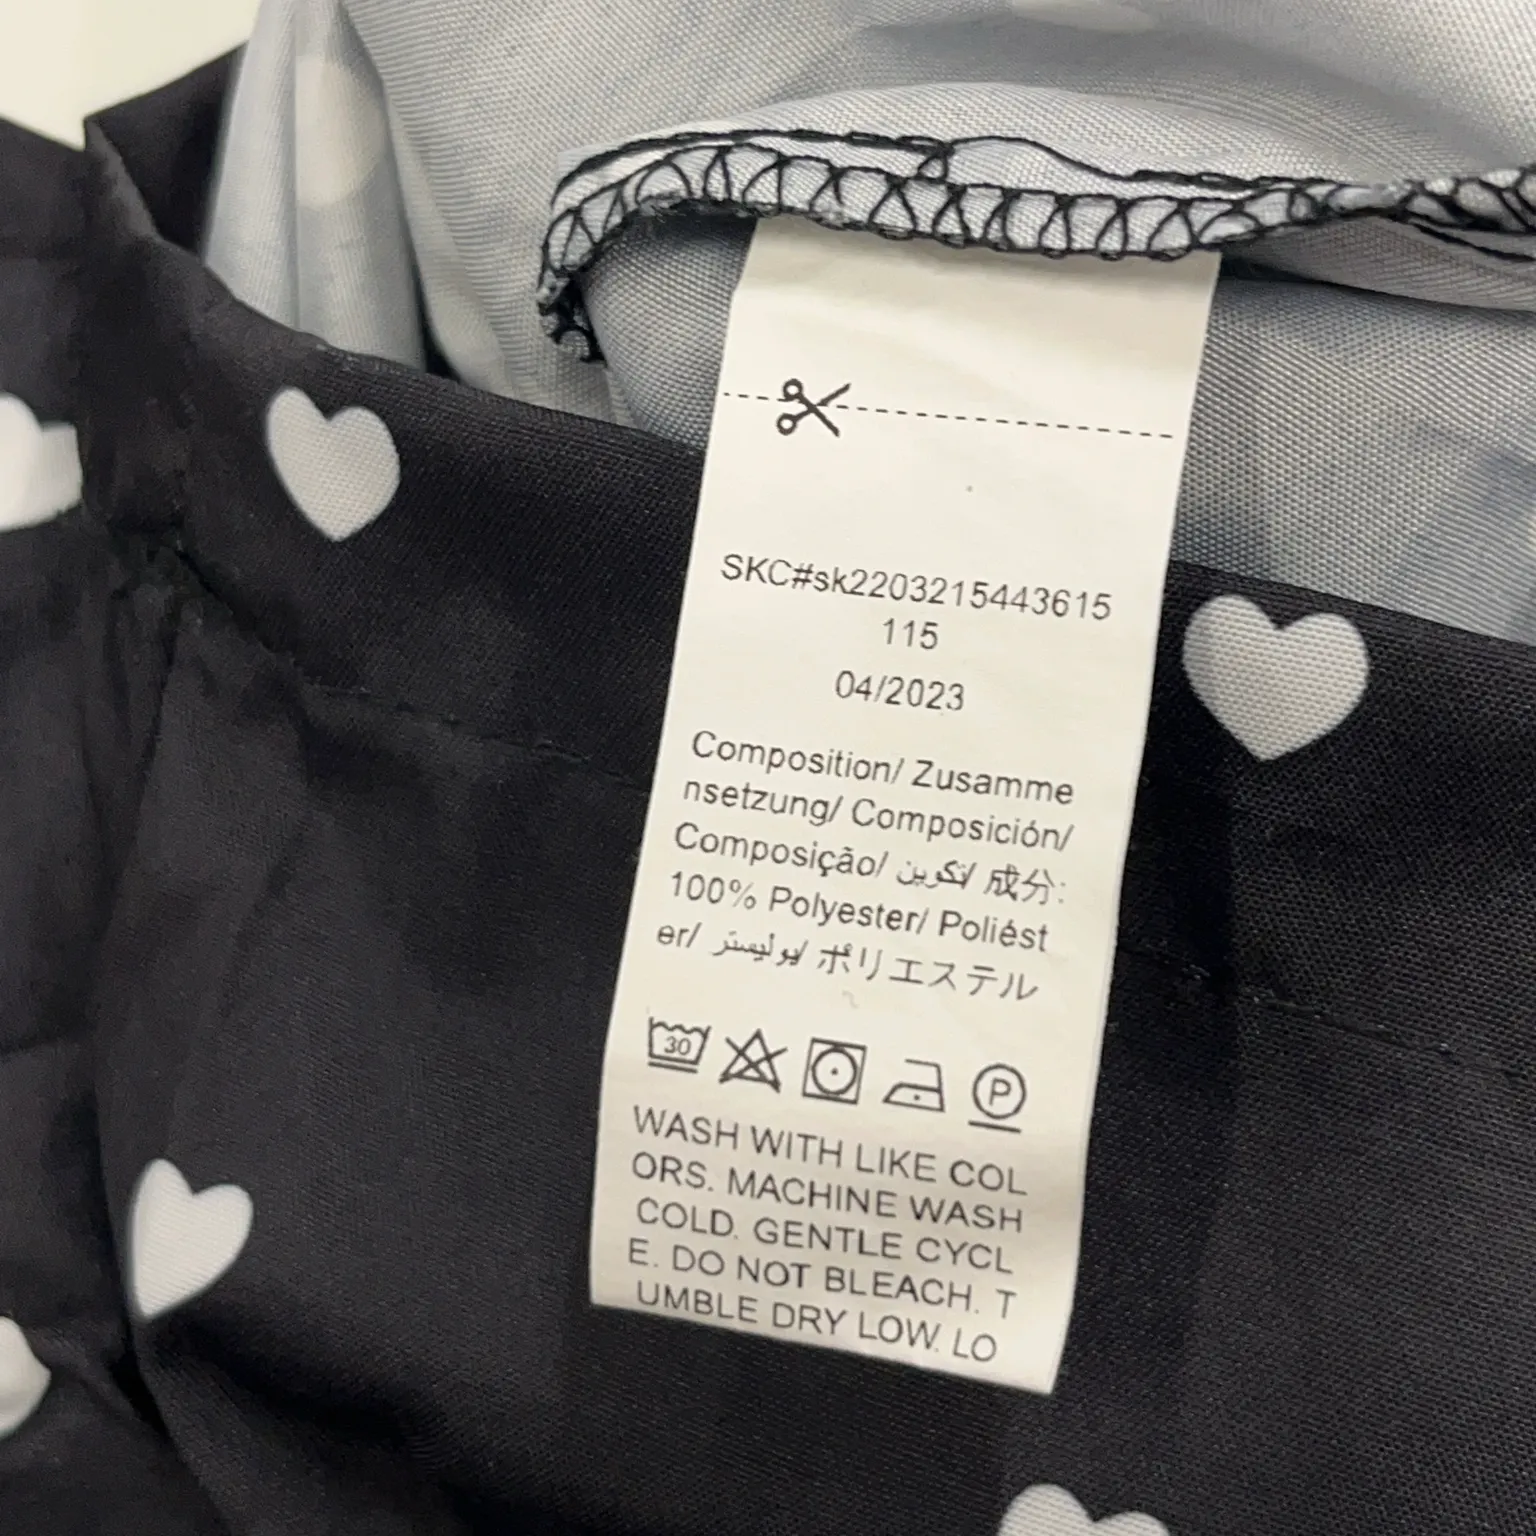 SKC#sk2203215443615
115
04/2023
Composition/ Zusamme
nsetzung/ Composición/
Composição/ تكوين/ 成分:
100% Polyester/ Poliést
er/ بوليستر/ ポリエステル
30
P
WASH WITH LIKE COL
ORS. MACHINE WASH
COLD. GENTLE CYCL
E. DO NOT BLEACH. T
UMBLE DRY LOW. LO